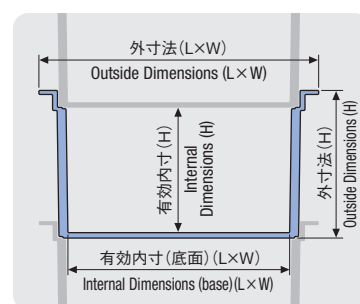 外寸法(L×W)
Outside Dimensions (L×W)
有効内寸(H)
Internal
Dimensions (H)
外寸法(H)
Outside Dimensions (H)
有効内寸(底面)(L×W)
Internal Dimensions (base)(L×W)